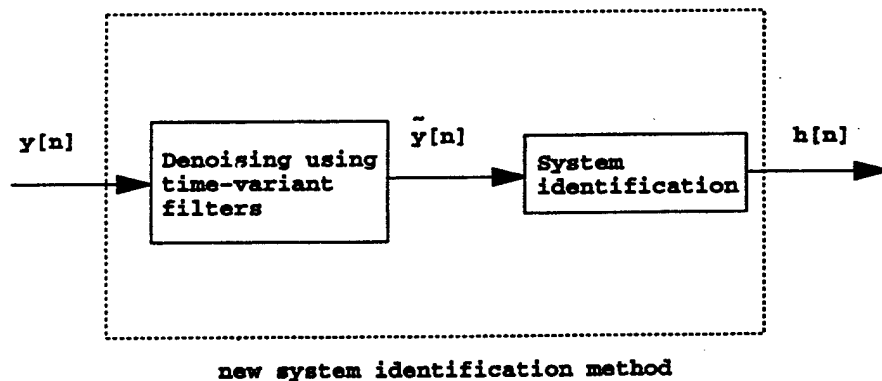 y[n]
Denoising using
time-variant
filters
ỹ[n]
System
identification
h[n]
new system identification method